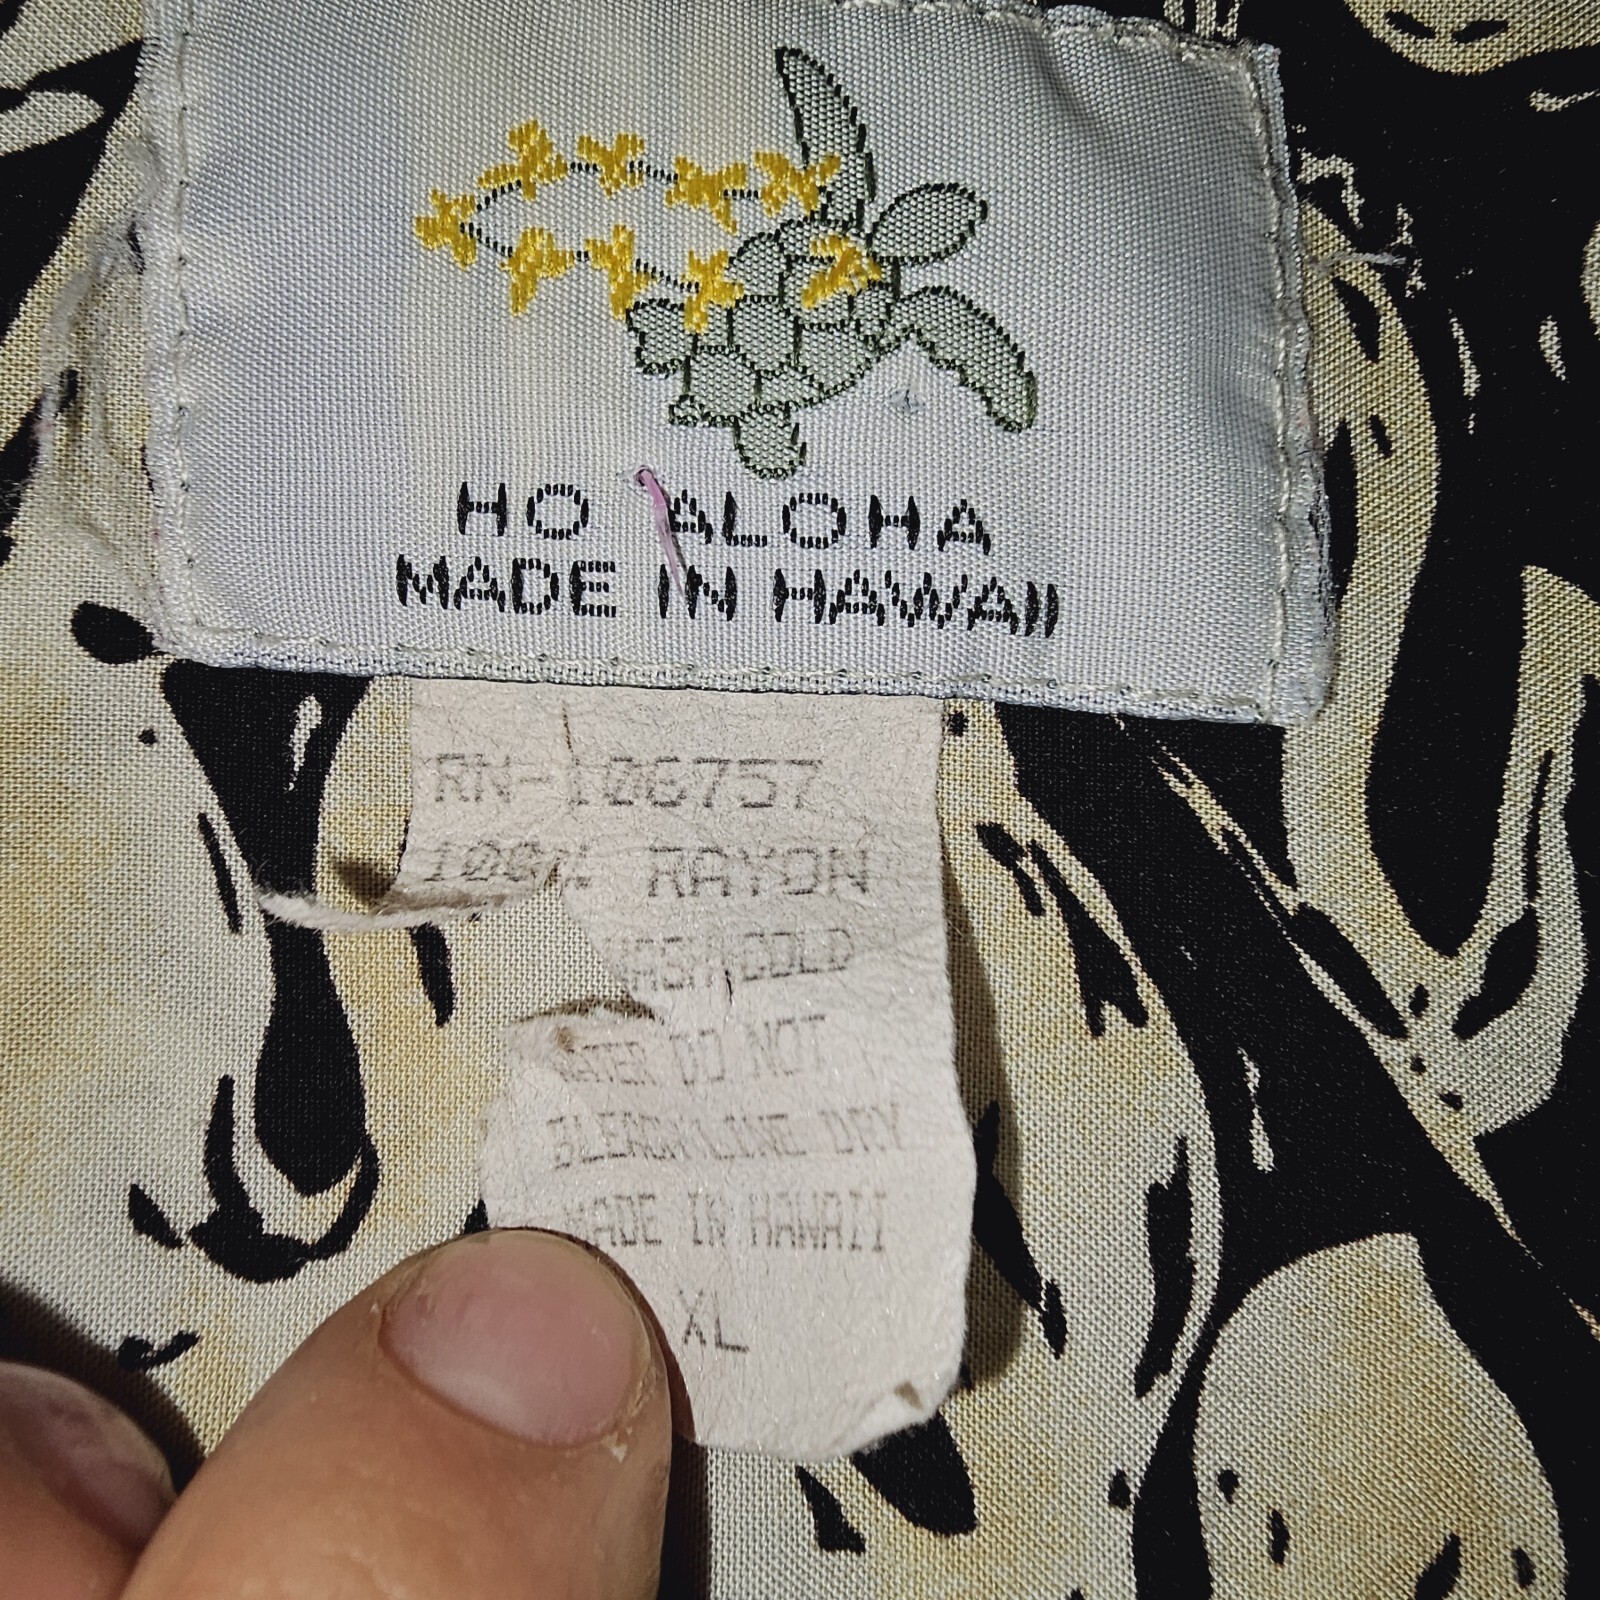 HO ALOHA
MADE IN HAWAII
RN-106757
100% RAYON
WASH COLD
WATER DO NOT
BLEACH LINE DRY
MADE IN HAWAII
XL